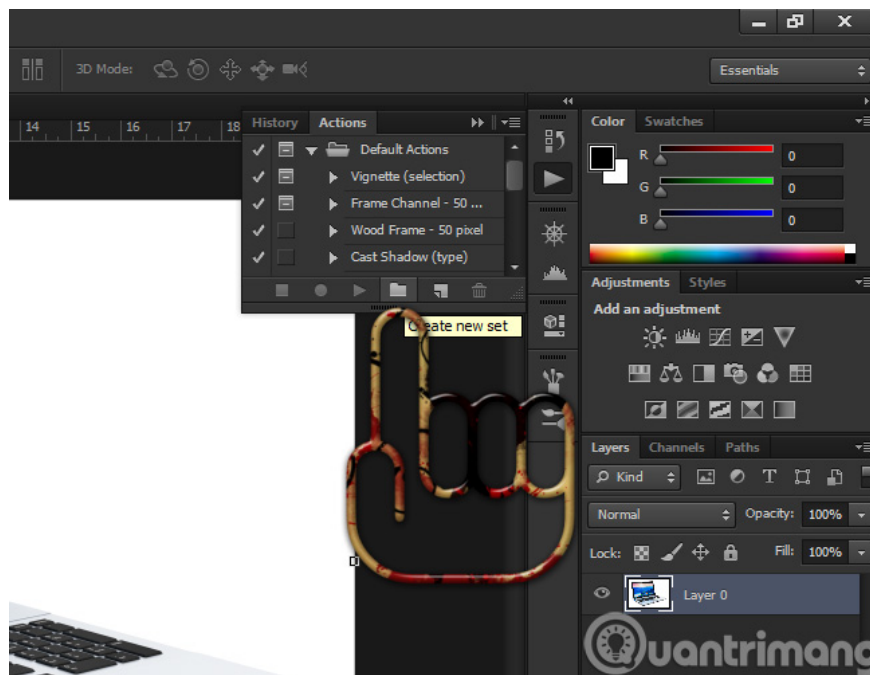 3D Mode:
Essentials
14 15 16 17 18
History Actions
Default Actions
Vignette (selection)
Frame Channel - 50 ...
Wood Frame - 50 pixel
Cast Shadow (type)
Create new set
Color Swatches
R 0
G 0
B 0
Adjustments Styles
Add an adjustment
Layers Channels Paths
Kind
Normal Opacity: 100%
Lock: Fill: 100%
Layer 0
Quantrimang